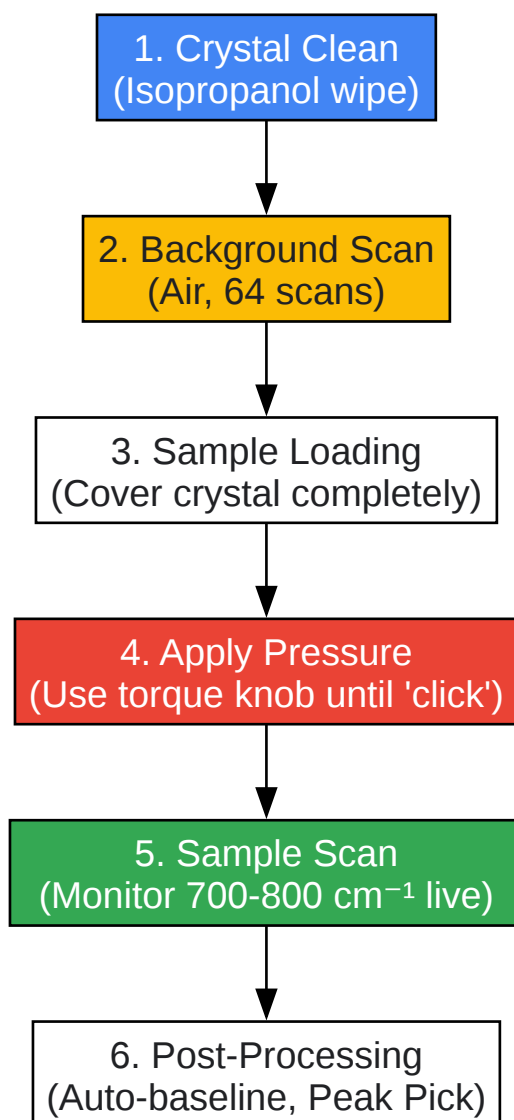 1. Crystal Clean
(Isopropanol wipe)
2. Background Scan
(Air, 64 scans)
3. Sample Loading
(Cover crystal completely)
4. Apply Pressure
(Use torque knob until 'click')
5. Sample Scan
(Monitor 700-800 cm⁻¹ live)
6. Post-Processing
(Auto-baseline, Peak Pick)